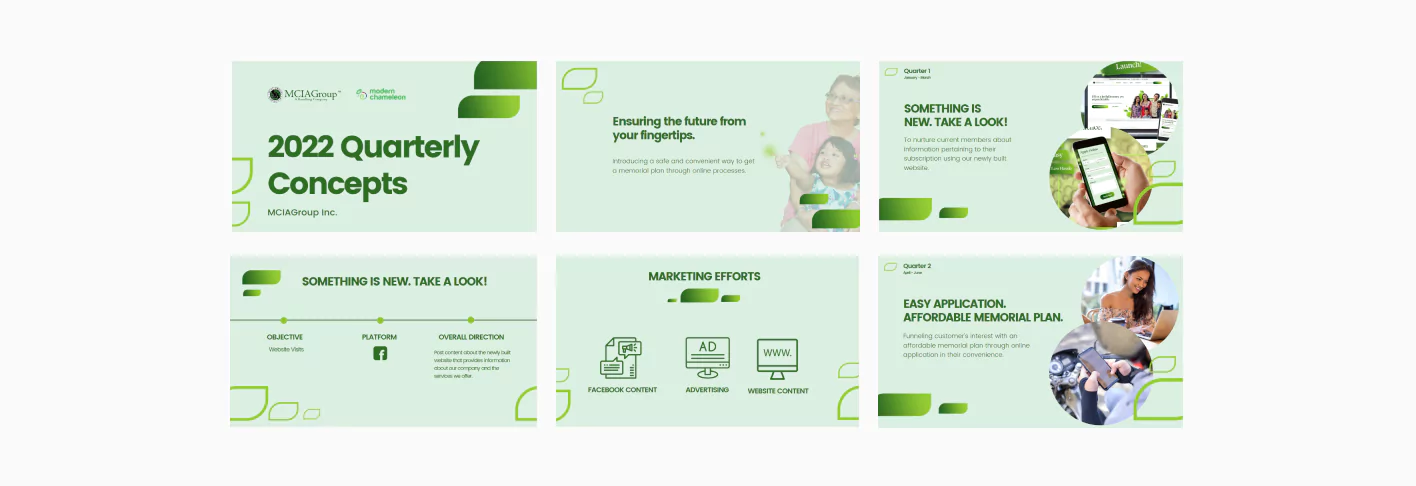 MCIAGroup™
modern
chameleon
2022 Quarterly
Concepts
MCIAGroup Inc.
Ensuring the future from
your fingertips.
Introducing a safe and convenient way to get
a memorial plan through online processes.
Quarter 1
January - March
SOMETHING IS
NEW. TAKE A LOOK!
To nurture current members about
information pertaining to their
subscription using our newly built
website.
Launch!
SOMETHING IS NEW. TAKE A LOOK!
OBJECTIVE
Website Visits
PLATFORM
OVERALL DIRECTION
Post content about the newly built
website that provides information
about our company and the
services we offer.
MARKETING EFFORTS
AD
WWW.
FACEBOOK CONTENT
ADVERTISING
WEBSITE CONTENT
Quarter 2
April - June
EASY APPLICATION.
AFFORDABLE MEMORIAL PLAN.
Funneling customer's interest with an
affordable memorial plan through online
application in their convenience.